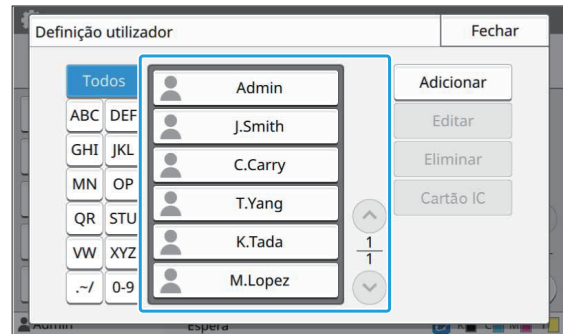 Definição utilizador
Fechar
Todos
ABC DEF
GHI JKL
MN OP
QR STU
VW XYZ
.~/ 0-9
Admin
J.Smith
C.Carry
T.Yang
K.Tada
M.Lopez
1
1
Adicionar
Editar
Eliminar
Cartão IC
Admin
Espera
K C M Y